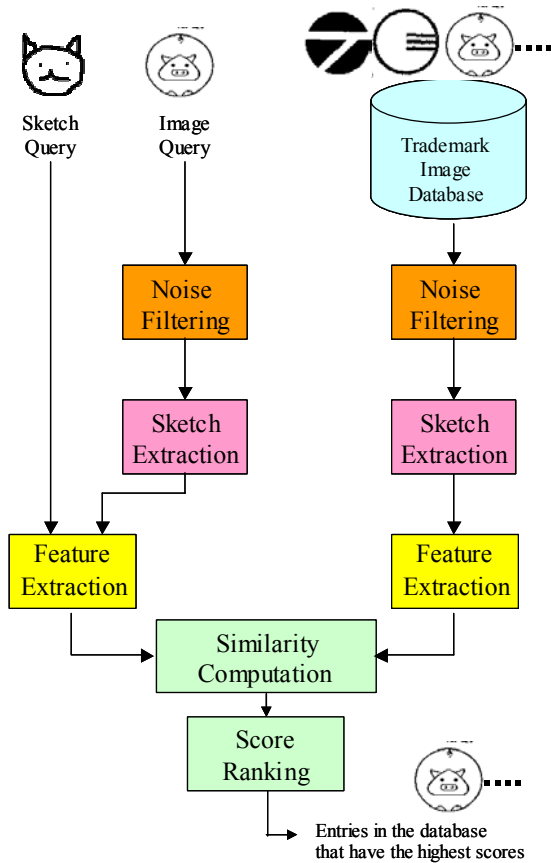 Sketch
Query
Image
Query
Trademark
Image
Database
Noise
Filtering
Noise
Filtering
Sketch
Extraction
Sketch
Extraction
Feature
Extraction
Feature
Extraction
Similarity
Computation
Score
Ranking
Entries in the database
that have the highest scores